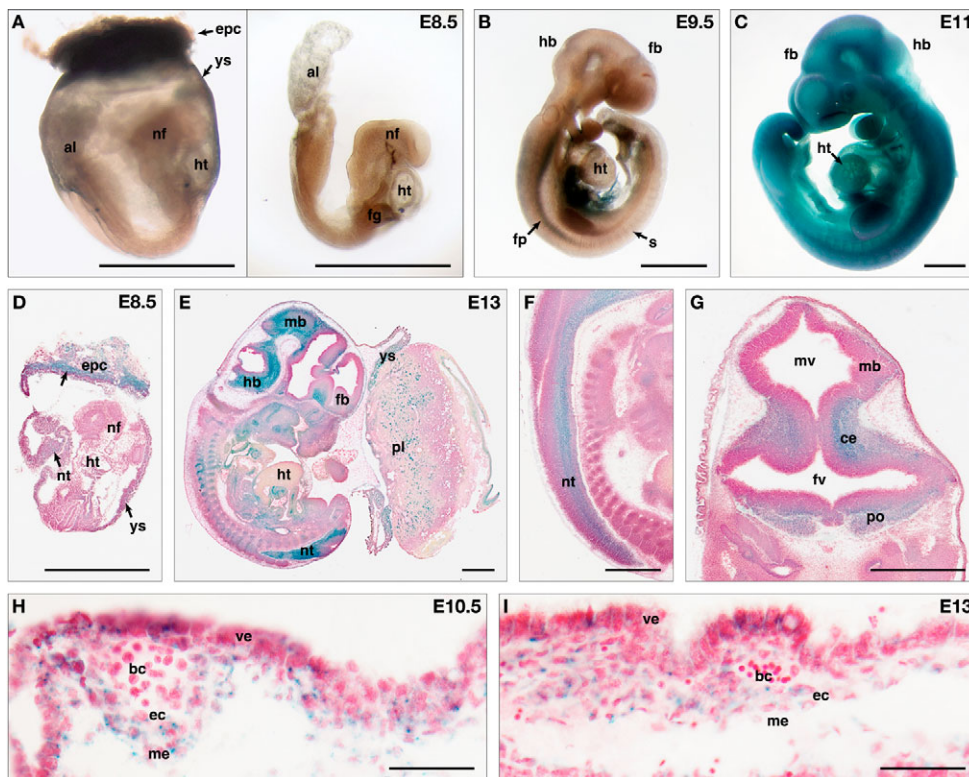 A
epc
ys
al
nf
ht
E8.5
al
nf
ht
fg
B
E9.5
hb
fb
ht
fp
s
C
E11
fb
hb
ht
D
E8.5
epc
nf
ht
nt
ys
E
E13
mb
ys
hb
fb
pl
ht
nt
F
nt
G
mv
mb
ce
fv
po
H
E10.5
ve
bc
ec
me
I
E13
ve
bc
ec
me